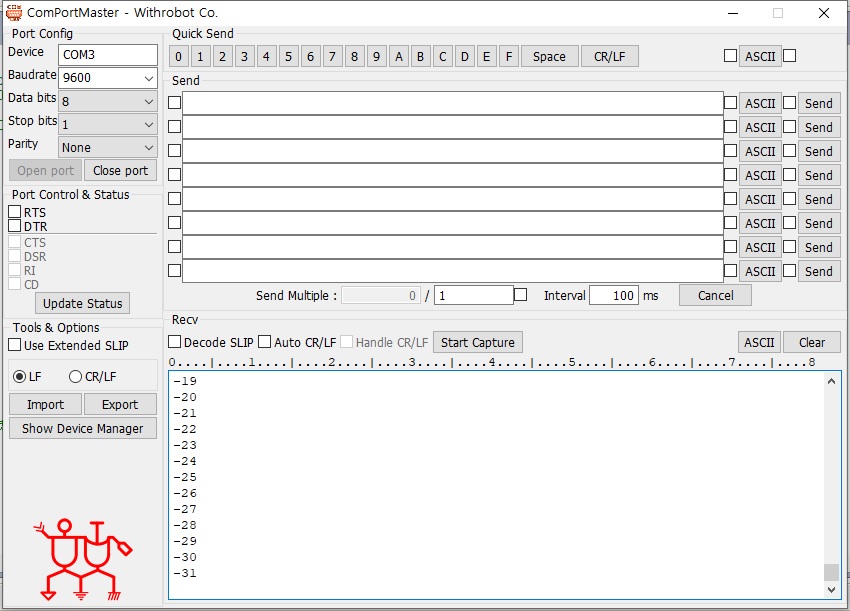 ComPortMaster - Withrobot Co.
Port Config
Device COM3
Baudrate 9600
Data bits 8
Stop bits 1
Parity None
Open port Close port
Port Control & Status
RTS
DTR
CTS
DSR
RI
CD
Update Status
Tools & Options
Use Extended SLIP
LF CR/LF
Import Export
Show Device Manager
Quick Send
0 1 2 3 4 5 6 7 8 9 A B C D E F Space CR/LF ASCII
Send
ASCII Send
ASCII Send
ASCII Send
ASCII Send
ASCII Send
ASCII Send
ASCII Send
ASCII Send
Send Multiple : 0 / 1 Interval 100 ms Cancel
Recv
Decode SLIP Auto CR/LF Handle CR/LF Start Capture ASCII Clear
0....|....1....|....2....|....3....|....4....|....5....|....6....|....7....|....8
-19
-20
-21
-22
-23
-24
-25
-26
-27
-28
-29
-30
-31